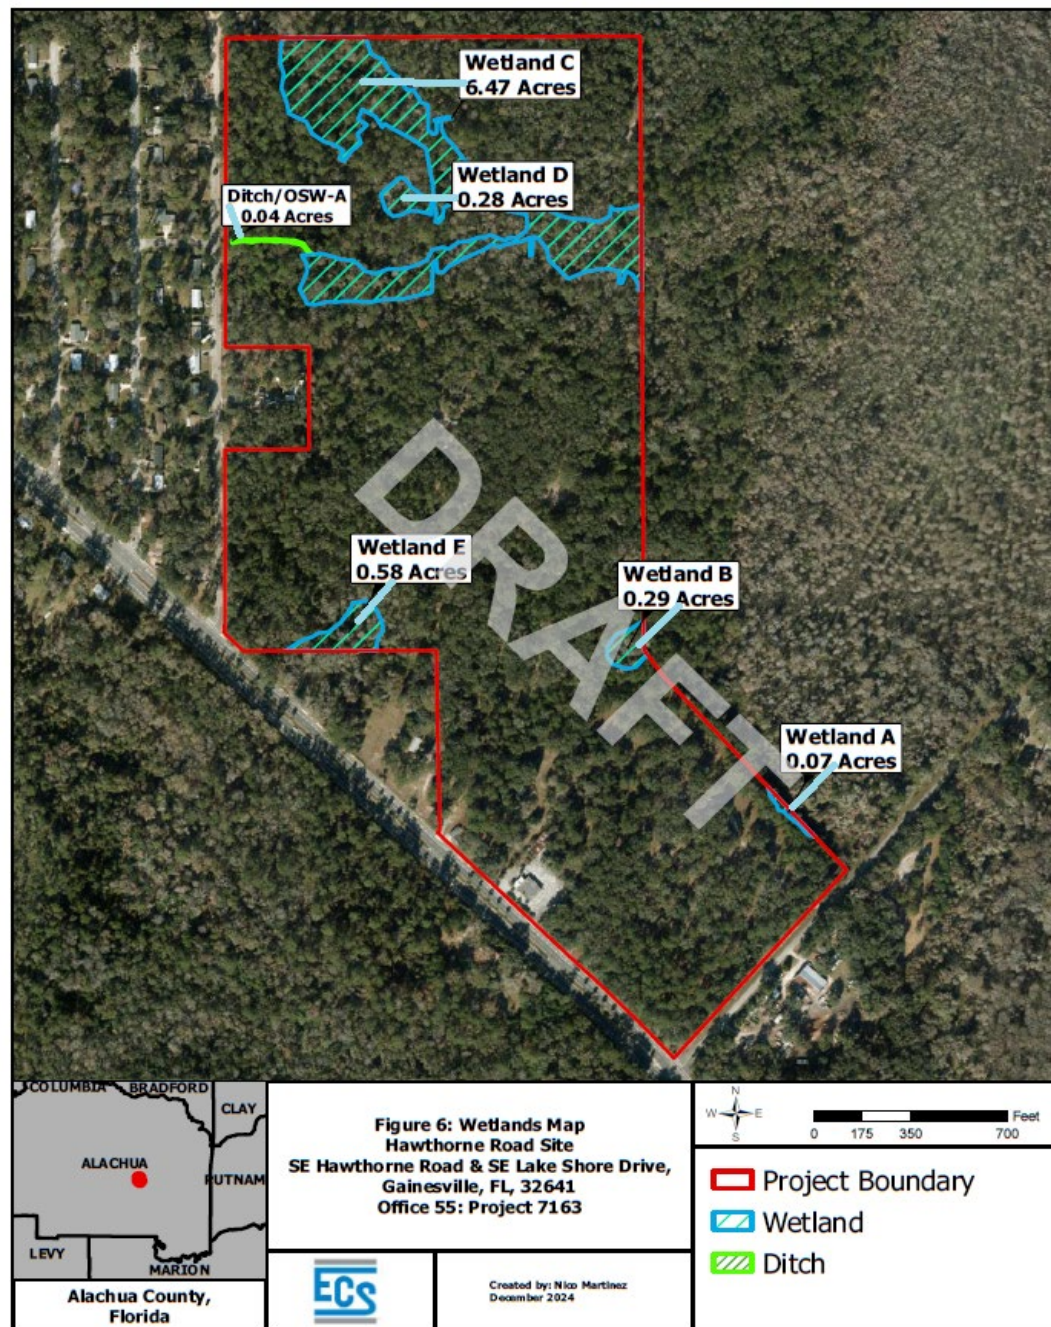 Wetland C
6.47 Acres
Wetland D
0.28 Acres
Ditch/OSW-A
0.04 Acres
DRAFT
Wetland E
0.58 Acres
Wetland B
0.29 Acres
Wetland A
0.07 Acres
COLUMBIA
BRADFORD
CLAY
ALACHUA
PUTNAM
LEVY
MARION
Alachua County,
Florida
Figure 6: Wetlands Map
Hawthorne Road Site
SE Hawthorne Road & SE Lake Shore Drive,
Gainesville, FL, 32641
Office 55: Project 7163
ECS
Created by: Nico Martinez
December 2024
N
W E
S
Feet
0 175 350 700
Project Boundary
Wetland
Ditch